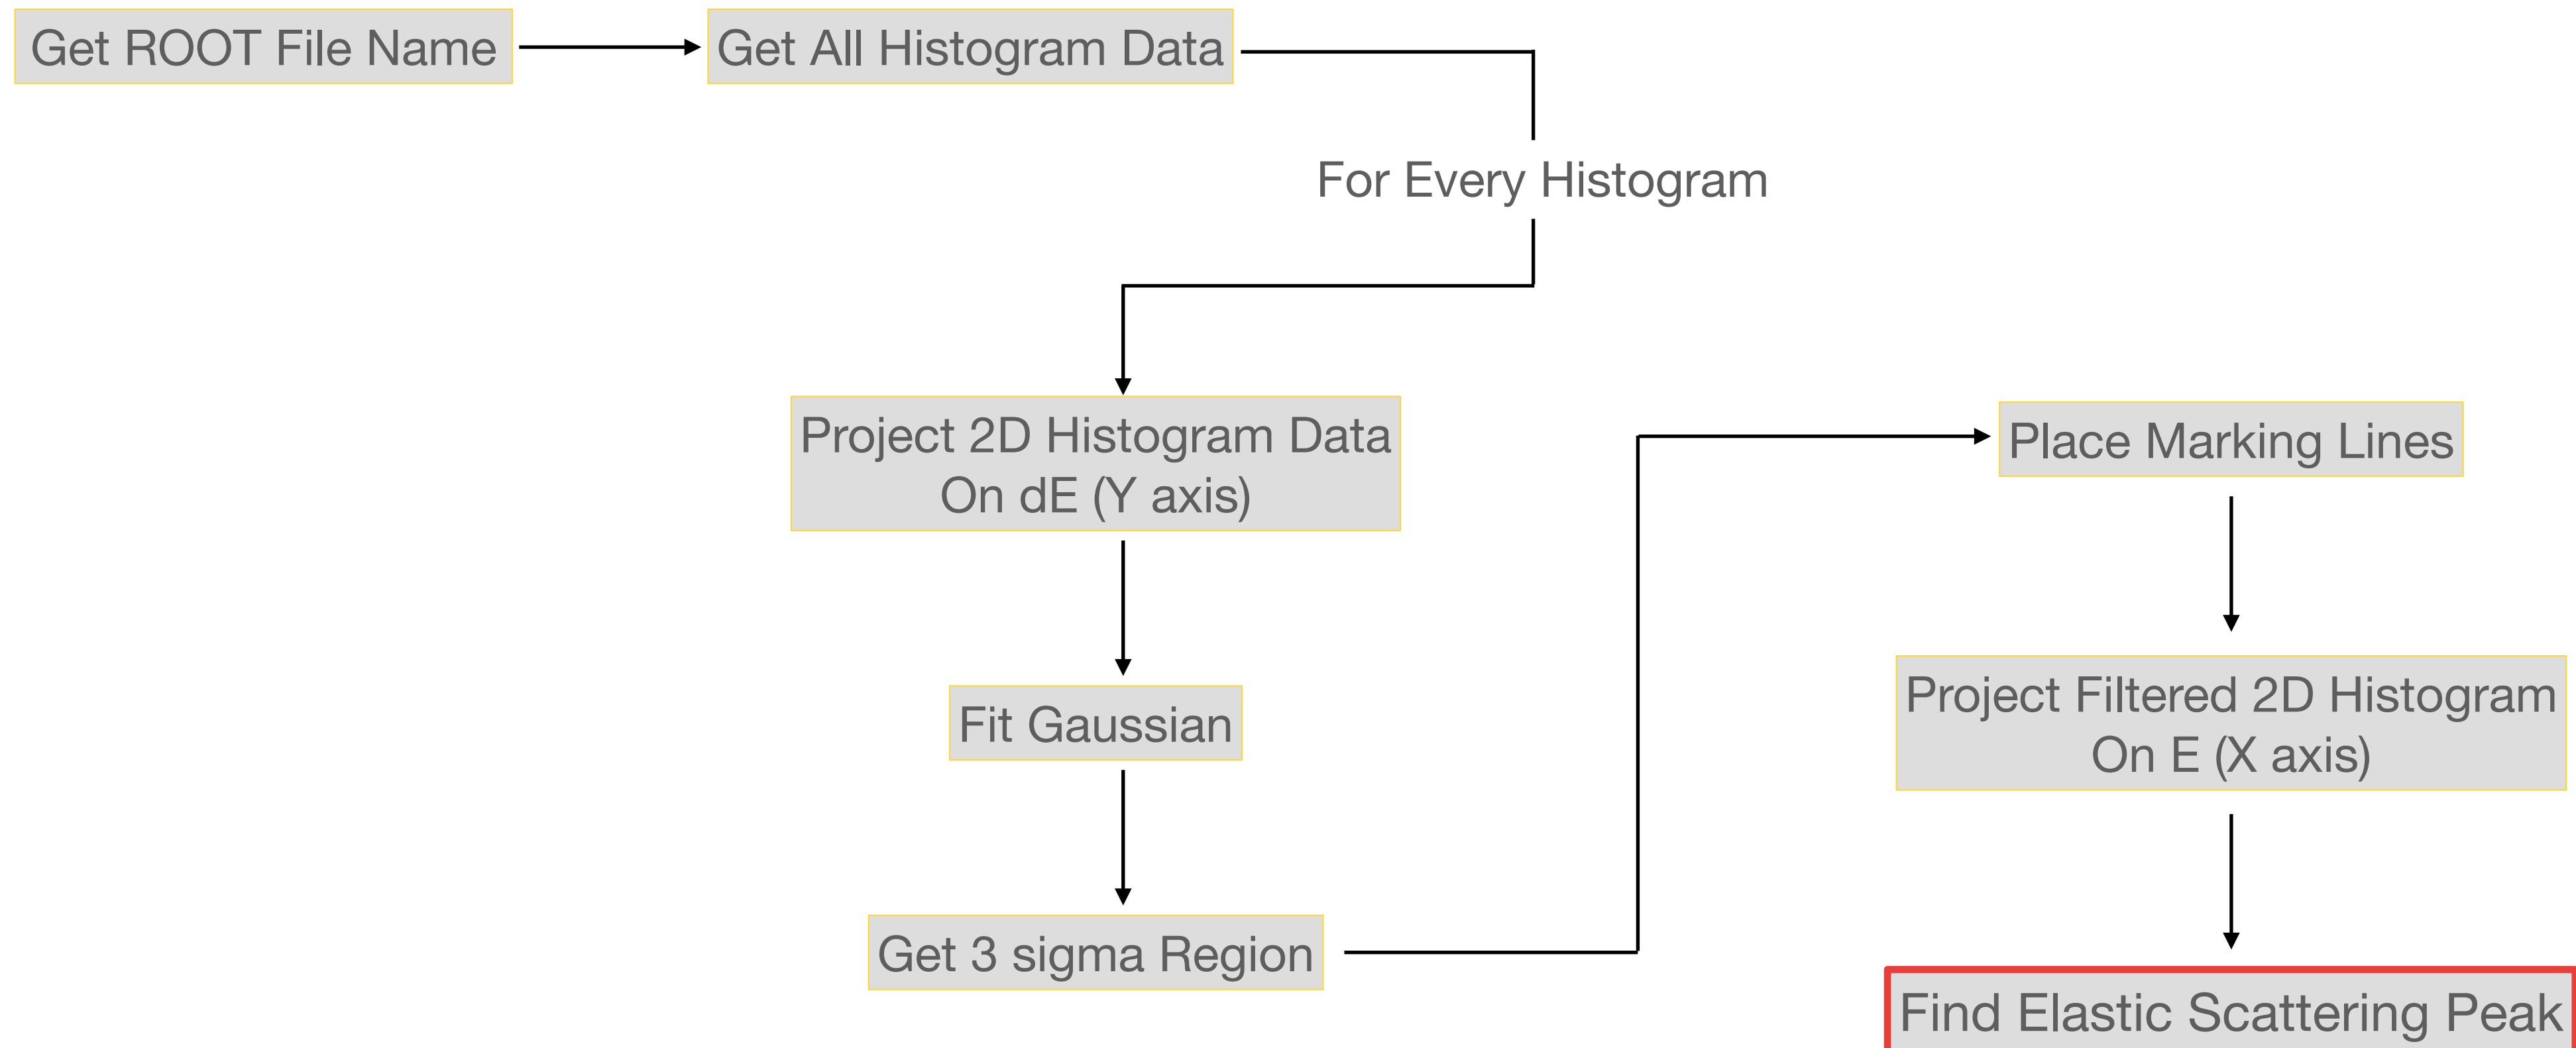 Get ROOT File Name
Get All Histogram Data
For Every Histogram
Project 2D Histogram Data
On dE (Y axis)
Fit Gaussian
Get 3 sigma Region
Place Marking Lines
Project Filtered 2D Histogram
On E (X axis)
Find Elastic Scattering Peak